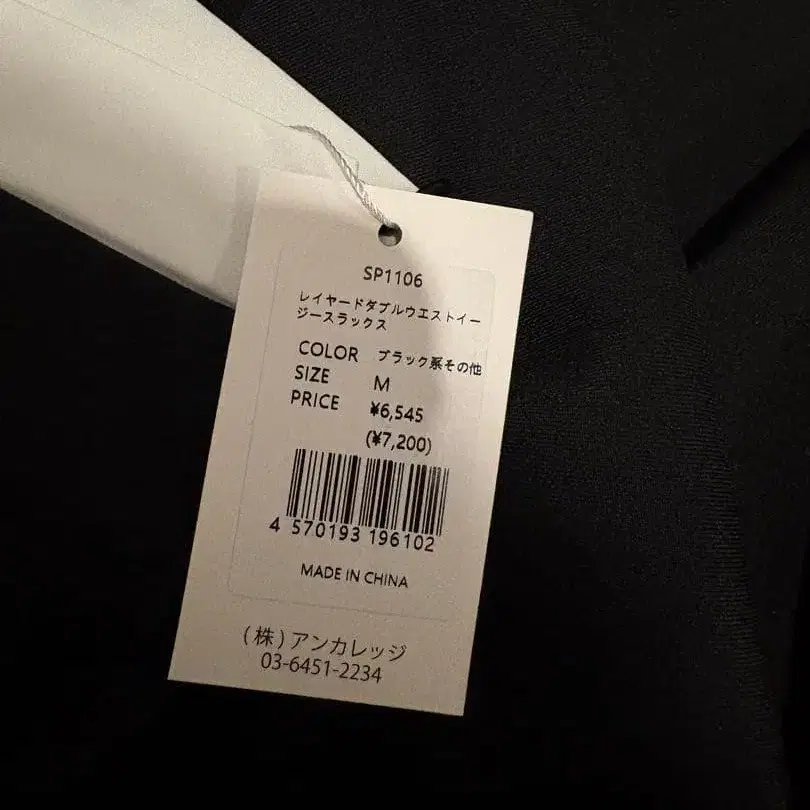 SP1106
レイヤードダブルウエストイー
ジースラックス
COLOR ブラック系その他
SIZE M
PRICE ¥6,545
(¥7,200)
4 570193 196102
MADE IN CHINA
(株)アンカレッジ
03-6451-2234